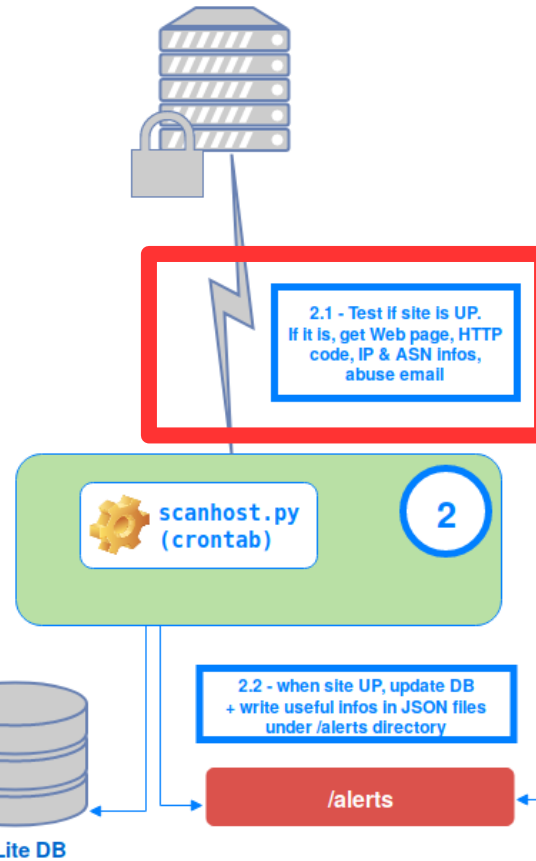 2.1 - Test if site is UP.
If it is, get Web page, HTTP
code, IP & ASN infos,
abuse email
scanhost.py
(crontab)
2
2.2 - when site UP, update DB
+ write useful infos in JSON files
under /alerts directory
/alerts
Lite DB